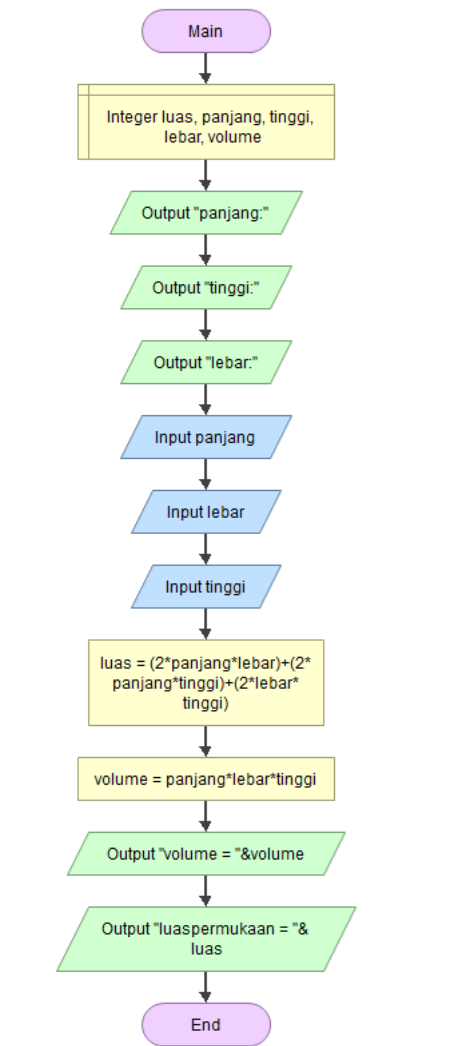 Main
Integer luas, panjang, tinggi,
lebar, volume
Output "panjang:"
Output "tinggi:"
Output "lebar:"
Input panjang
Input lebar
Input tinggi
luas = (2*panjang*lebar)+(2*
panjang*tinggi)+(2*lebar*
tinggi)
volume = panjang*lebar*tinggi
Output "volume = "&volume
Output "luaspermukaan = "&
luas
End